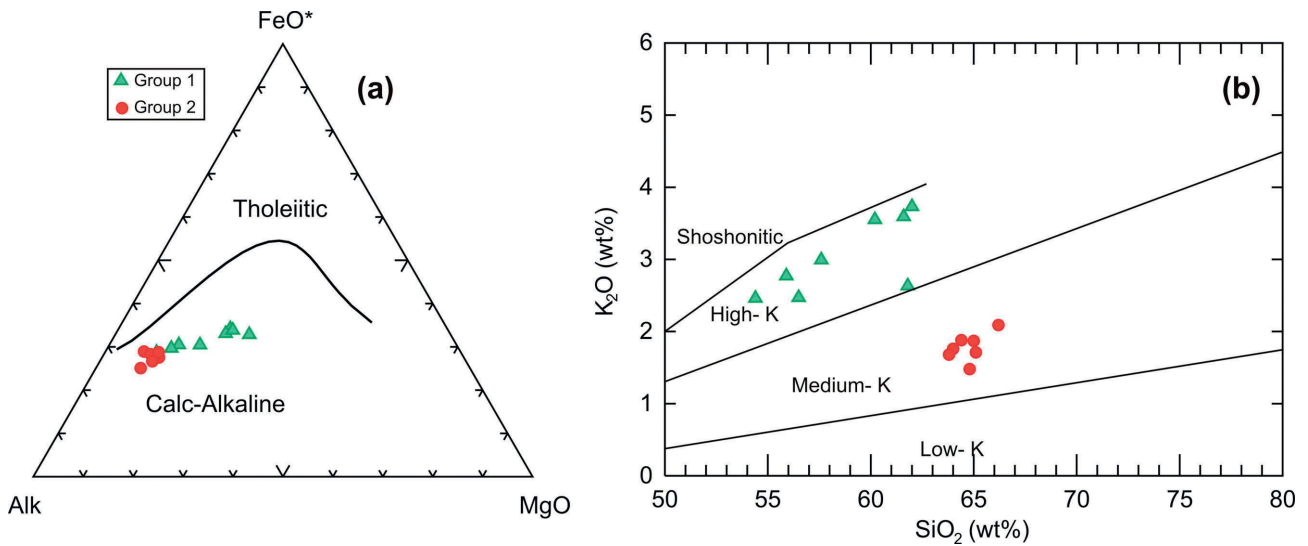 FeO*
Group 1
Group 2
(a)
Tholeiitic
Calc-Alkaline
Alk
MgO
(b)
6
5
4
3
2
1
0
K₂O (wt%)
Shoshonitic
High- K
Medium- K
Low- K
50
55
60
65
70
75
80
SiO₂ (wt%)